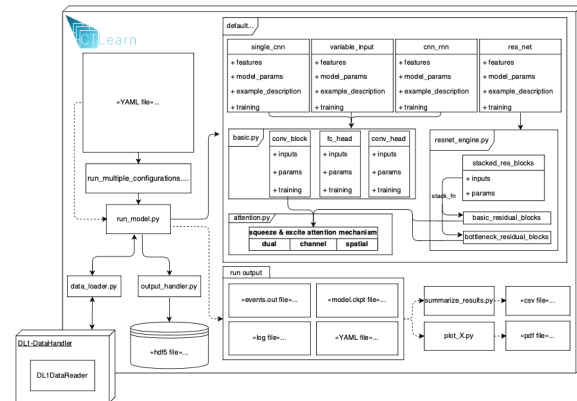 CTLearn
«YAML file»...
run_multiple_configurations....
run_model.py
data_loader.py
output_handler.py
DL1-DataHandler
DL1DataReader
«hdf5 file»...
default...
single_cnn
+ features
+ model_params
+ example_description
+ training
variable_input
+ features
+ model_params
+ example_description
+ training
cnn_rnn
+ features
+ model_params
+ example_description
+ training
res_net
+ features
+ model_params
+ example_description
+ training
basic.py
conv_block
+ inputs
+ params
+ training
fc_head
+ inputs
+ params
+ training
conv_head
+ inputs
+ params
+ training
resnet_engine.py
stacked_res_blocks
+ inputs
+ params
stack_fn
basic_residual_blocks
bottleneck_residual_blocks
attention.py
squeeze & excite attention mechanism
dual channel spatial
run output
«events.out file»...
«model.ckpt file»...
«log file»...
«YAML file»...
summarize_results.py
«csv file»...
plot_X.py
«pdf file»...